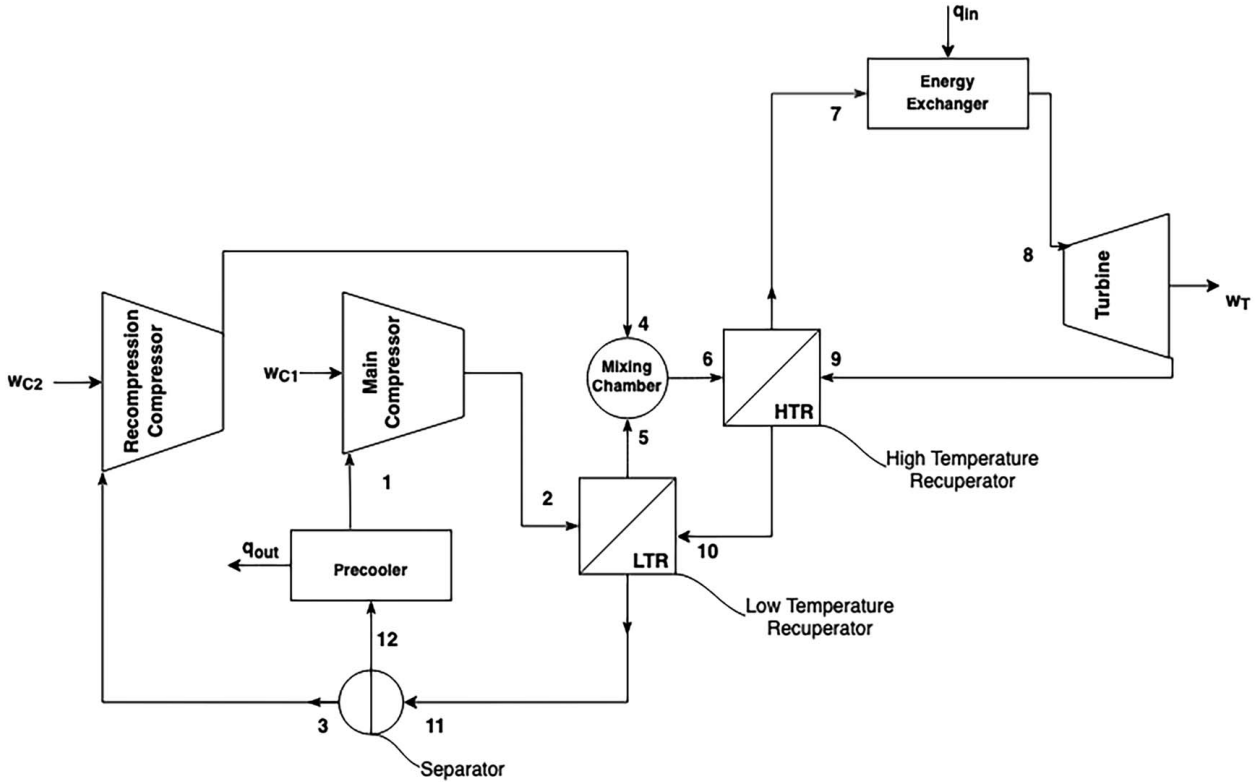 qin
Energy
Exchanger
7
8
Turbine
wT
Recompression
Compressor
wC2
Main
Compressor
wC1
4
Mixing
Chamber
6
9
HTR
High Temperature
Recuperator
5
1
2
10
LTR
Low Temperature
Recuperator
qout
Precooler
12
3
11
Separator